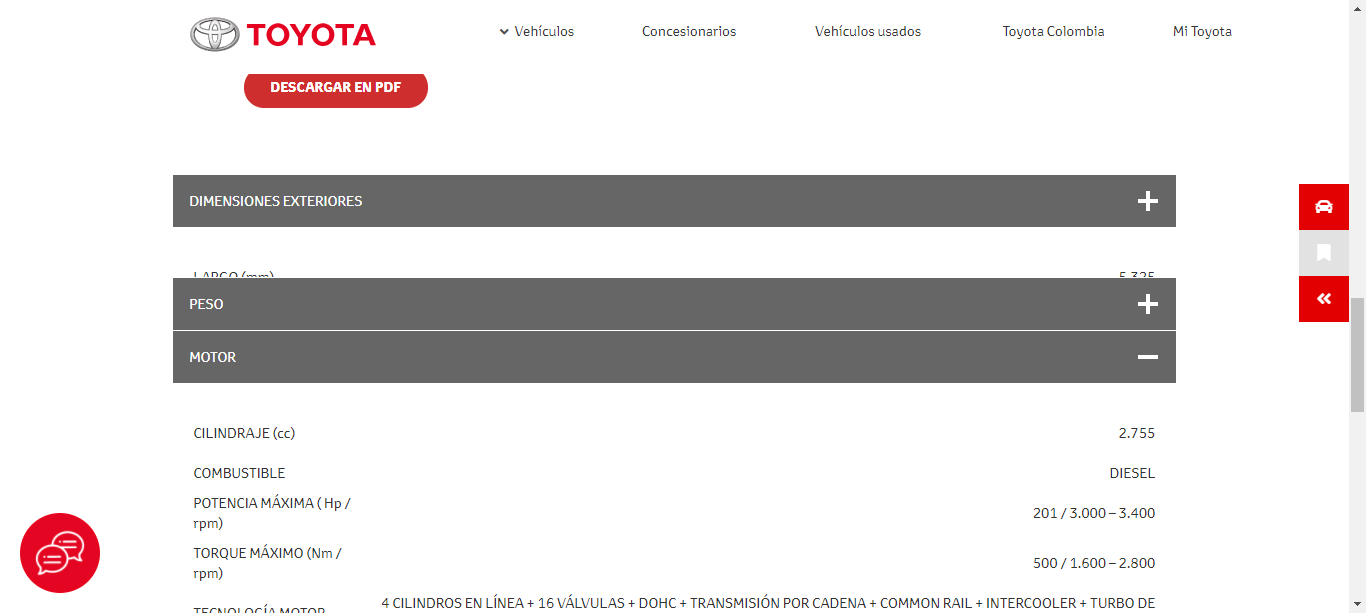 TOYOTA
Vehículos
Concesionarios
Vehículos usados
Toyota Colombia
Mi Toyota
DESCARGAR EN PDF
DIMENSIONES EXTERIORES
LARGO (mm) 5.325
PESO
MOTOR
CILINDRAJE (cc) 2.755
COMBUSTIBLE DIESEL
POTENCIA MÁXIMA ( Hp /
rpm)
201 / 3.000 – 3.400
TORQUE MÁXIMO (Nm /
rpm)
500 / 1.600 – 2.800
TECNOLOGÍA MOTOR
4 CILINDROS EN LÍNEA + 16 VÁLVULAS + DOHC + TRANSMISIÓN POR CADENA + COMMON RAIL + INTERCOOLER + TURBO DE